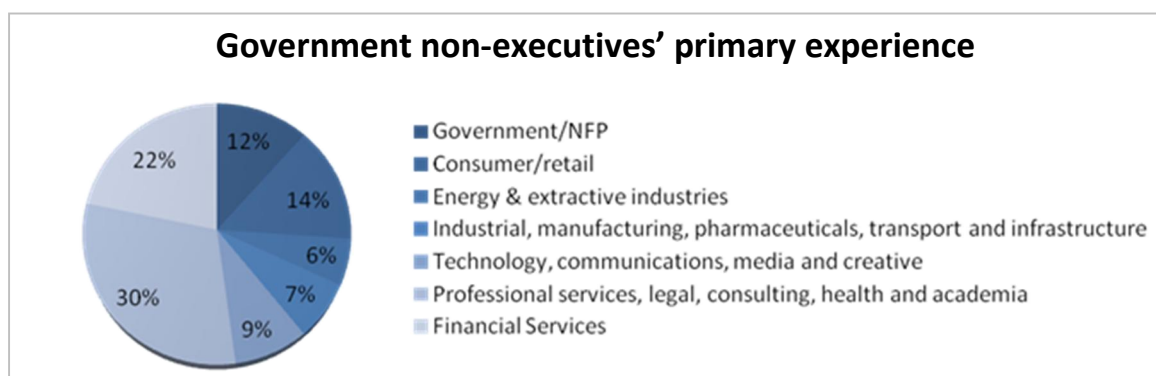 Government non-executives’ primary experience
12%
14%
6%
7%
9%
30%
22%
Government/NFP
Consumer/retail
Energy & extractive industries
Industrial, manufacturing, pharmaceuticals, transport and infrastructure
Technology, communications, media and creative
Professional services, legal, consulting, health and academia
Financial Services